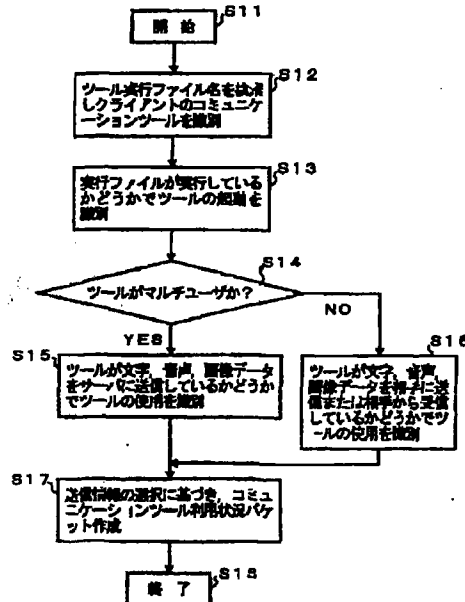 S11
開始
S12
ツール実行ファイル名を検索
しクライアントのコミュニケ
ーションツールを識別
S13
実行ファイルが実行している
かどうかでツールの起動を
識別
S14
ツールがマルチユーザか?
NO
YES
S15
ツールが文字、音声、画像データ
をサーバに送信しているかどうか
でツールの使用を識別
S16
ツールが文字、音声、
画像データを相手に送
信または相手から受信
しているかどうかでツ
ールの使用を識別
S17
送信情報の選択に基づき、コミュ
ニケーションツール利用状況パケ
ット作成
S18
終了